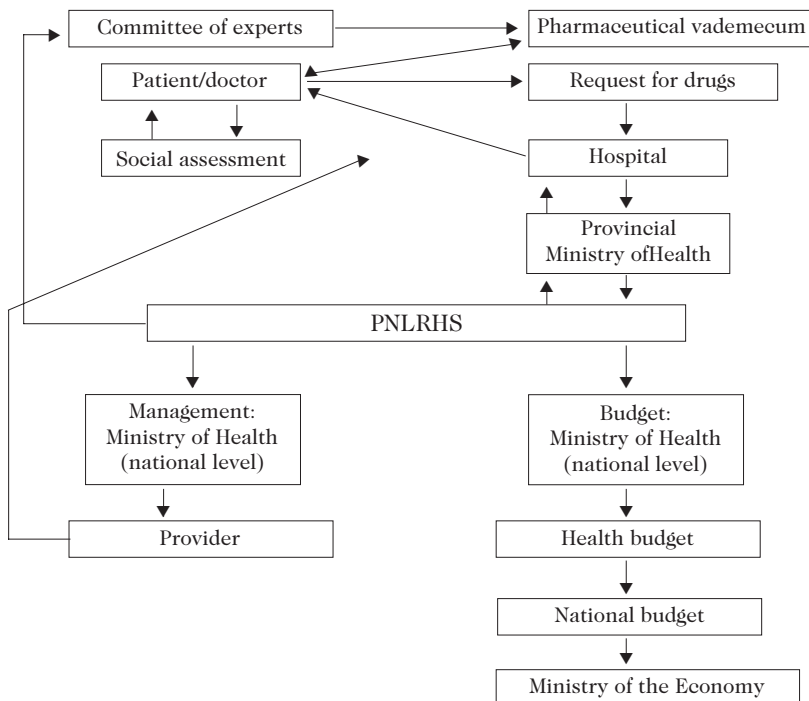 Committee of experts
Pharmaceutical vademecum
Patient/doctor
Request for drugs
Social assessment
Hospital
Provincial
Ministry ofHealth
PNLRHS
Management:
Ministry of Health
(national level)
Budget:
Ministry of Health
(national level)
Provider
Health budget
National budget
Ministry of the Economy